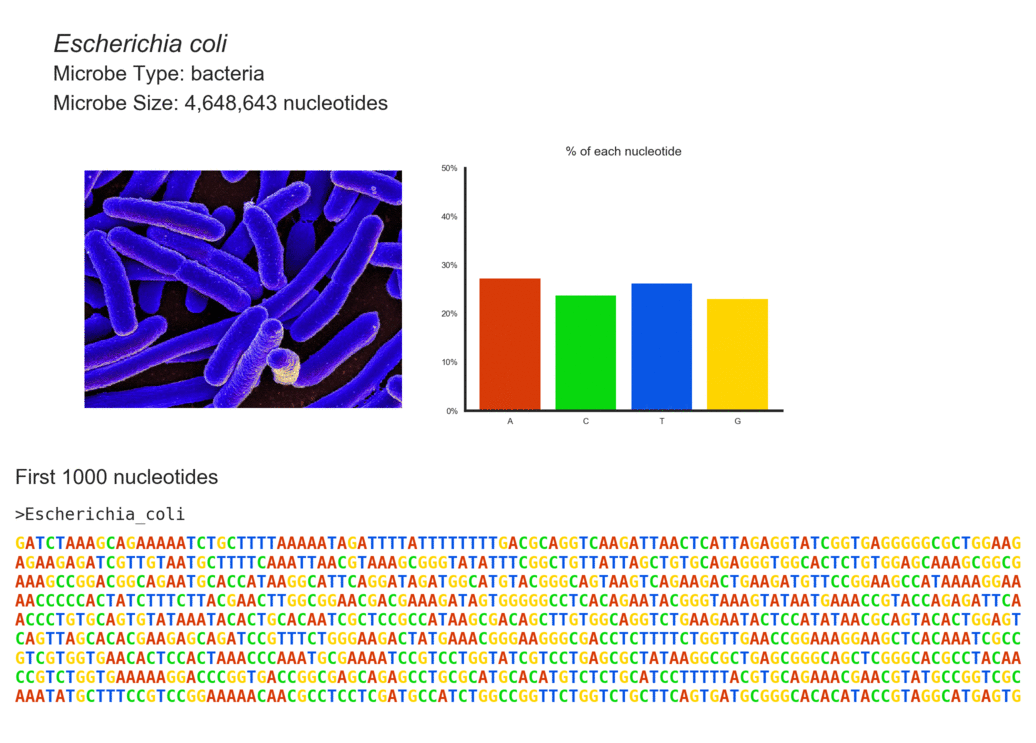 Escherichia coli
Microbe Type: bacteria
Microbe Size: 4,648,643 nucleotides
% of each nucleotide
50%
40%
30%
20%
10%
0%
A C T G
First 1000 nucleotides
>Escherichia_coli
GATCTAAAGCAGAAAAATCTGCTTTTAAAAATAGATTTTATTTTTTTTTGACGCAGGTCAAGATTAACTCATTAGAGGTATCGGTGAGGGGGCGCTGGAAG
AGAAGAGATCGTTGTAATGCTTTTCAAATTAACGTAAAGCGGGTATATTTCGGCTGTTATTAGCTGTGCAGAGGGTGGCACTCTGTGGAGCAAAGCGGCG
AAAGCCGGACGGCAGAATGCACCATAAGGCATTCAGGATAGATGGCATGTACGGGCAGTAAGTCAGAAGACTGAAGATGTTCCGGAAGCCATAAAAGGAA
AACCCCCACTATCTTTCTTACGAACTTGGCGGAACGACGAAAGATAGTGGGGGCCTCACAGAATACGGGTAAAGTATAATGAAACCGTACCAGAGATTCA
ACCCTGTGCAGTGTATAAATACACTGCACAATCGCTCCGCCATAAGCGACAGCTTGTGGCAGGTCTGAAGAATACTCCATATAACGCAGTACACTGGAGT
CAGTTAGCACACGAAGAGCAGATCCGTTTCTGGGAAGACTATGAAACGGGAAGGGCGACCTCTTTTCTGGTTGAACCGGAAAGGAAGCTCACAAATCGCC
GTCGTGGTGAACACTCCACTAAACCCAAATGCGAAAATCCGTCCTGGTATCGTCCTGAGCGCTATAAGGCGCTGAGCGGGCAGCTCGGGCACGCCTACAA
CCGTCTGGTGAAAAAGGACCCGGTGACCGGCGAGCAGAGCCTGCGCATGCACATGTCTCTGCATCCTTTTTACGTGCAGAAACGAACGTATGCCGGTCGC
AAATATGCTTTCCGTCCGGAAAAACAACGCCTCCTCGATGCCATCTGGCCGGTTCTGGTCTGCTTCAGTGATGCGGGCACACATACCGTAGGCATGAGTG